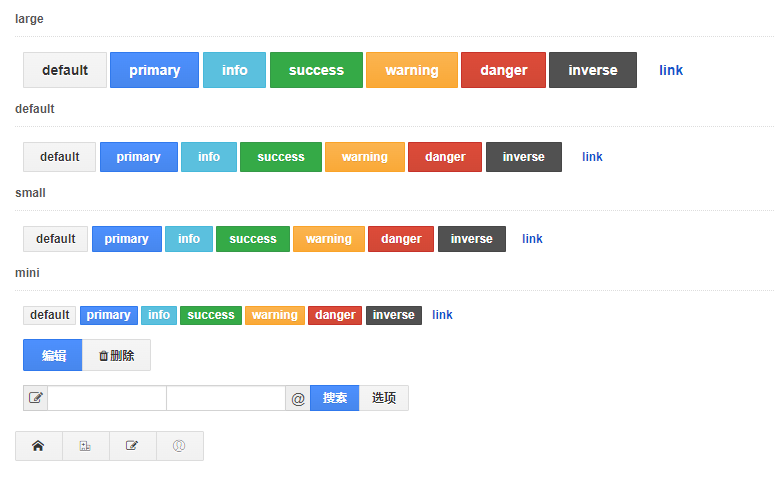 large
default primary info success warning danger inverse link
default
default primary info success warning danger inverse link
small
default primary info success warning danger inverse link
mini
default primary info success warning danger inverse link
编辑 删除
@ 搜索 选项